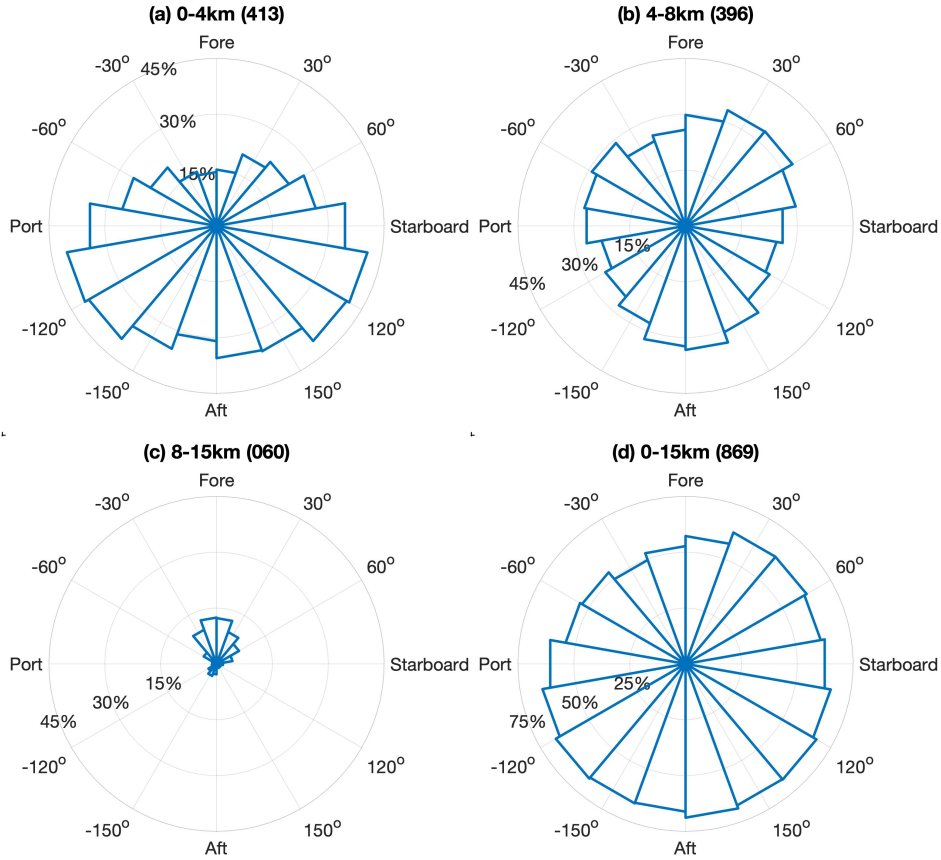 (a) 0-4km (413)
Fore
-30°
30°
45%
30%
15%
-60°
60°
Port
Starboard
-120°
120°
-150°
150°
Aft
(b) 4-8km (396)
Fore
-30°
30°
-60°
60°
Port
Starboard
15%
30%
45%
-120°
120°
-150°
150°
Aft
(c) 8-15km (060)
Fore
-30°
30°
-60°
60°
Port
Starboard
15%
30%
45%
-120°
120°
-150°
150°
Aft
(d) 0-15km (869)
Fore
-30°
30°
-60°
60°
Port
Starboard
25%
50%
75%
-120°
120°
-150°
150°
Aft